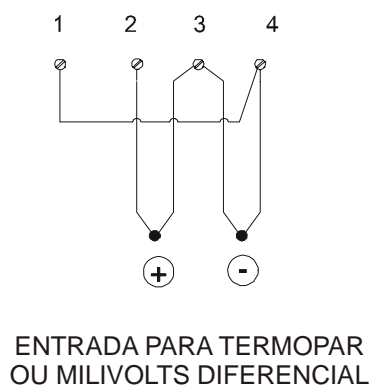 1 2 3 4
+ -
ENTRADA PARA TERMOPAR
OU MILIVOLTS DIFERENCIAL